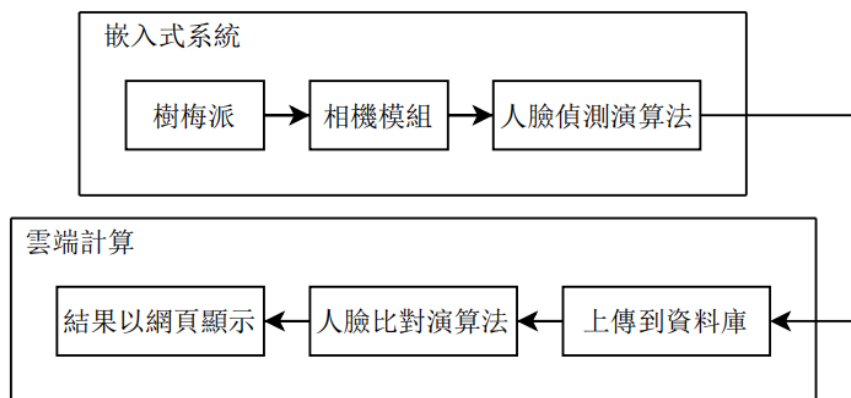 嵌入式系統
樹梅派
相機模組
人臉偵測演算法
雲端計算
結果以網頁顯示
人臉比對演算法
上傳到資料庫